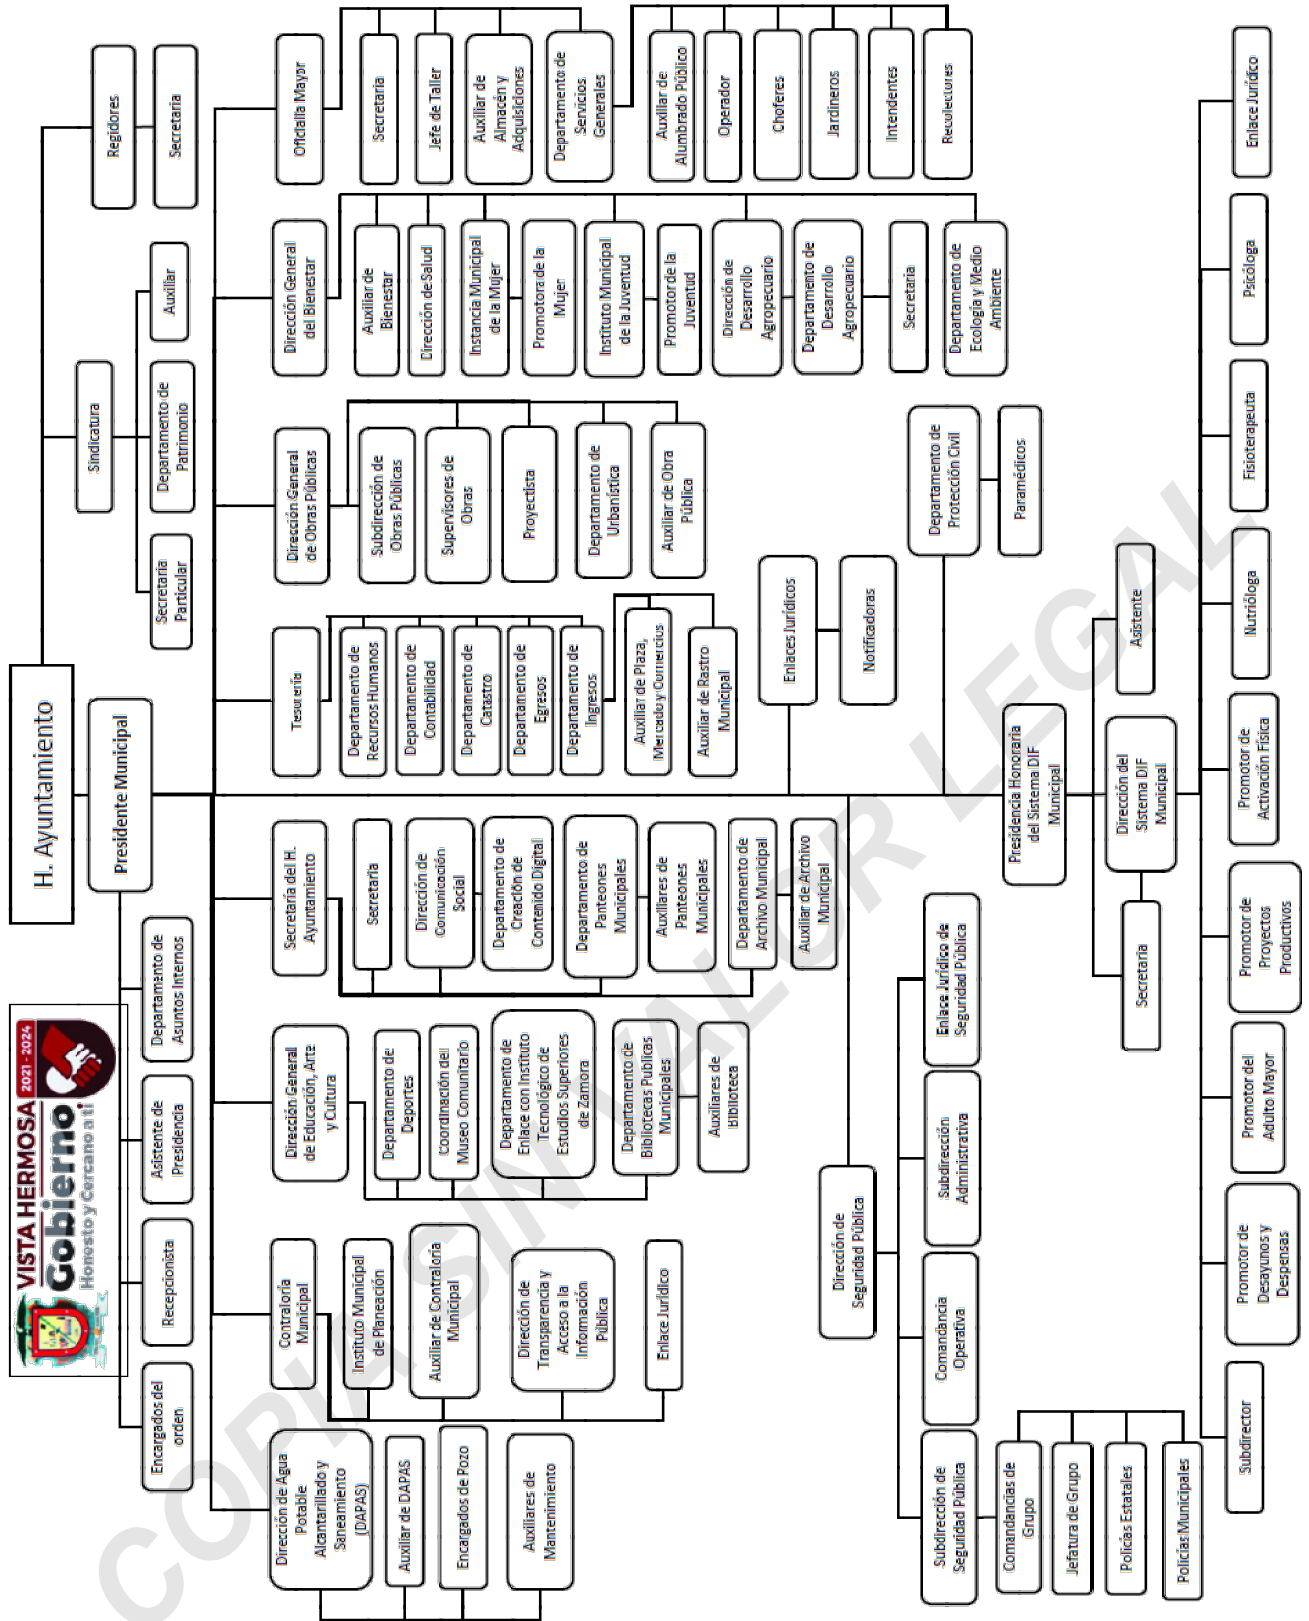 H. Ayuntamiento
VISTA HERMOSA
2021 - 2024
Gobierno
Honesto y Cercano a ti
Presidente Municipal
Sindicatura
Regidores
Secretaria
Secretaria
Particular
Departamento de
Patrimonio
Auxiliar
Encargados del
orden
Recepcionista
Asistente de
Presidencia
Departamento de
Asuntos Internos
Dirección de Agua
Potable
Alcantarillado y
Saneamiento
(DAPAS)
Auxiliar de DAPAS
Encargados de Pozo
Auxiliares de
Mantenimiento
Contraloría
Municipal
Instituto Municipal
de Planeación
Auxiliar de Contraloría
Municipal
Dirección de
Transparencia y
Acceso a la
Información
Pública
Enlace Jurídico
Dirección General
de Educación, Arte
y Cultura
Departamento de
Deportes
Coordinación del
Museo Comunitario
Departamento de
Enlace con Instituto
Tecnológico de
Estudios Superiores
de Zamora
Departamento de
Bibliotecas Publicas
Municipales
Auxiliares de
Biblioteca
Secretaría del H.
Ayuntamiento
Secretaria
Dirección de
Comunicación
Social
Departamento de
Creación de
Contenido Digital
Departamento de
Panteones
Municipales
Auxiliares de
Panteones
Municipales
Departamento de
Archivo Municipal
Auxiliar de Archivo
Municipal
Tesorería
Departamento de
Recursos Humanos
Departamento de
Contabilidad
Departamento de
Catastro
Departamento de
Egresos
Departamento de
Ingresos
Auxiliar de Plaza,
Mercado y Comercios
Auxiliar de Rastro
Municipal
Dirección General
de Obras Públicas
Subdirección de
Obras Públicas
Supervisores de
Obras
Proyectista
Departamento de
Urbanística
Auxiliar de Obra
Pública
Dirección General
del Bienestar
Auxiliar de
Bienestar
Dirección de Salud
Instancia Municipal
de la Mujer
Promotora de la
Mujer
Instituto Municipal
de la Juventud
Promotor de la
Juventud
Dirección de
Desarrollo
Agropecuario
Departamento de
Desarrollo
Agropecuario
Secretaria
Departamento de
Ecología y Medio
Ambiente
Oficialía Mayor
Secretaria
Jefe de Taller
Auxiliar de
Almacén y
Adquisiciones
Departamento de
Servicios
Generales
Auxiliar de
Alumbrado Público
Operador
Choferes
Jardineros
Intendentes
Recolectores
Enlaces Jurídicos
Notificadoras
Dirección de
Seguridad Pública
Subdirección de
Seguridad Pública
Comandancia
Operativa
Subdirección
Administrativa
Enlace Jurídico de
Seguridad Pública
Comandancias de
Grupo
Jefatura de Grupo
Policías Estatales
Policías Municipales
Departamento de
Protección Civil
Paramédicos
Presidencia Honoraria
del Sistema DIF
Municipal
Asistente
Dirección del
Sistema DIF
Municipal
Secretaria
Subdirector
Promotor de
Desayunos y
Despensas
Promotor del
Adulto Mayor
Promotor de
Proyectos
Productivos
Promotor de
Activación Física
Nutrióloga
Fisioterapeuta
Psicóloga
Enlace Jurídico
COPIA SIN VALOR LEGAL